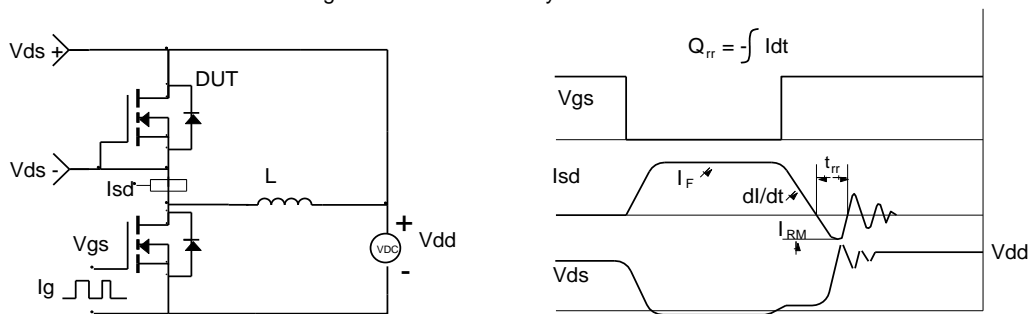 Vds +
DUT
Vds -
Isd
L
+
Vgs
VDC
Vdd
-
Ig
Qrr = -∫ Idt
Vgs
Isd
IF
dI/dt
trr
IRM
Vds
Vdd